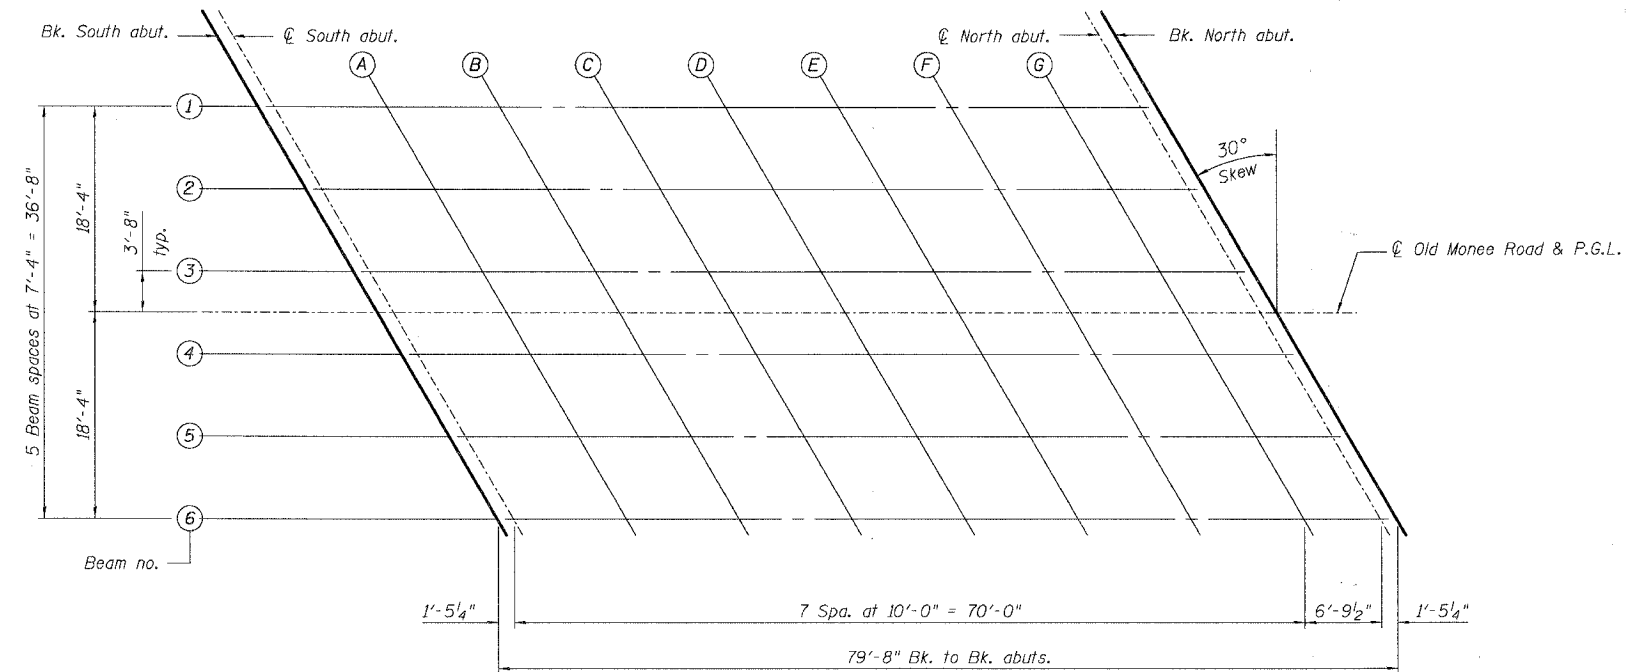 Bk. South abut.
℄ South abut.
℄ North abut.
Bk. North abut.
A
B
C
D
E
F
G
1
2
3
4
5
6
30°
Skew
5 Beam spaces at 7'-4" = 36'-8"
18'-4"
18'-4"
3'-8"
typ.
℄ Old Monee Road & P.G.L.
Beam no.
1'-5¼"
7 Spa. at 10'-0" = 70'-0"
6'-9½"
1'-5¼"
79'-8" Bk. to Bk. abuts.